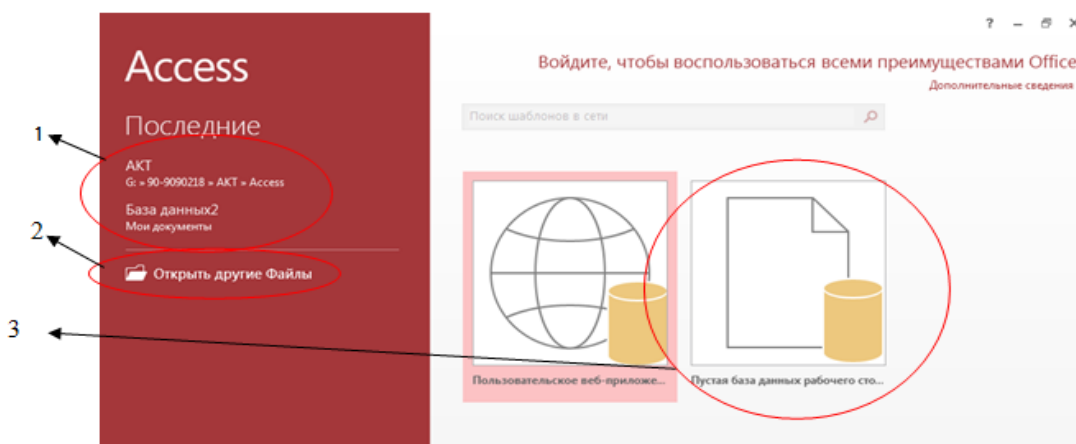 ? – ×
Access
Войдите, чтобы воспользоваться всеми преимуществами Office
Дополнительные сведения
Последние
Поиск шаблонов в сети
1
АКТ
G: » 90-9090218 » АКТ » Access
База данных2
Мои документы
2
Открыть другие Файлы
3
Пользовательское веб-приложе...
Пустая база данных рабочего сто...